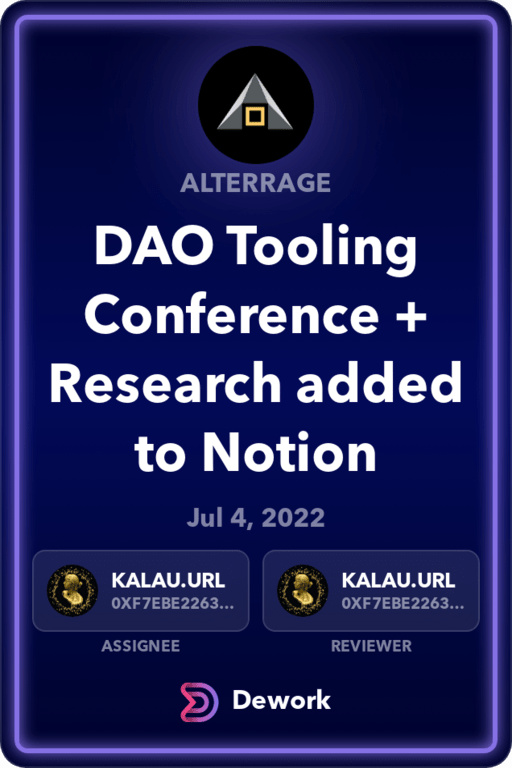 ALTERRAGE
DAO Tooling
Conference +
Research added
to Notion
Jul 4, 2022
KALAU.URL
0XF7EBE2263...
ASSIGNEE
KALAU.URL
0XF7EBE2263...
REVIEWER
Dework